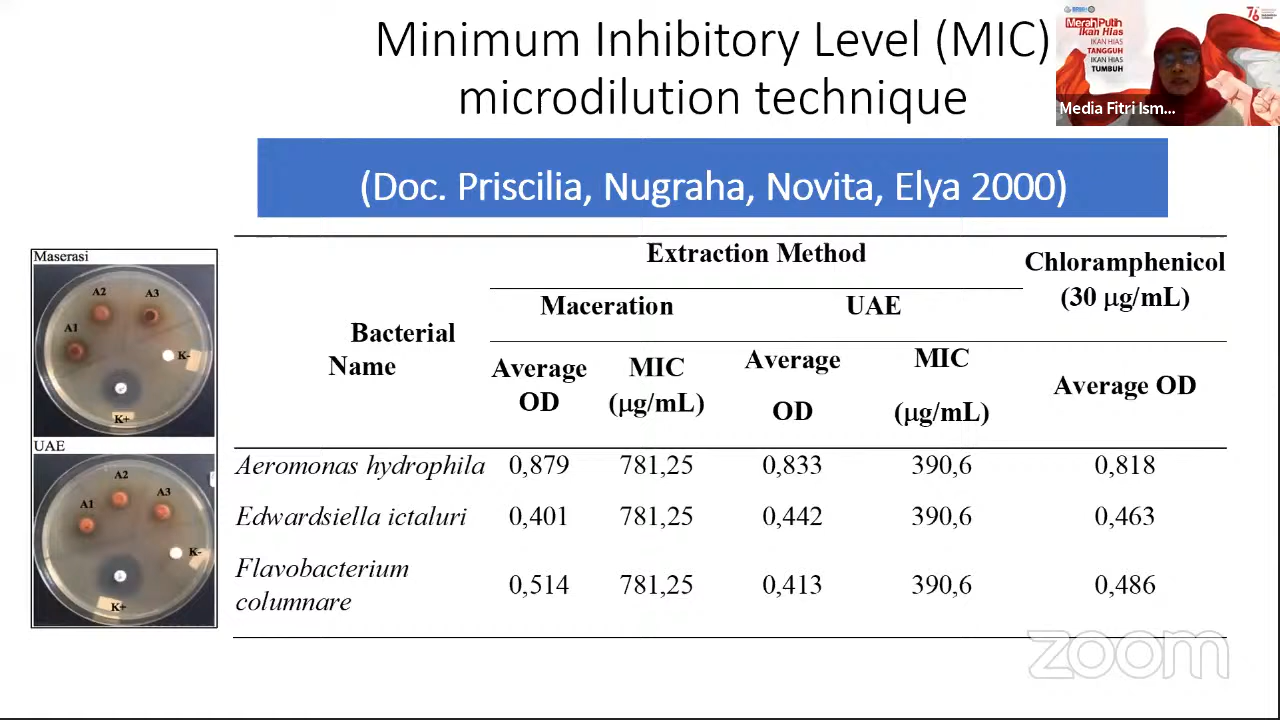 Minimum Inhibitory Level (MIC)
microdilution technique
Merah Putih
Ikan Hias
IKAN HIAS
TANGGUH
IKAN HIAS
TUMBUH
76
Media Fitri Ism...
(Doc. Priscilia, Nugraha, Novita, Elya 2000)
Maserasi
A2
A3
A1
K-
K+
UAE
A2
A1
A3
K-
K+
Extraction Method
Chloramphenicol
(30 µg/mL)
Maceration
UAE
Bacterial
Name
Average
OD
MIC
(µg/mL)
Average
OD
MIC
(µg/mL)
Average OD
Aeromonas hydrophila 0,879 781,25 0,833 390,6 0,818
Edwardsiella ictaluri 0,401 781,25 0,442 390,6 0,463
Flavobacterium
columnare 0,514 781,25 0,413 390,6 0,486
zoom